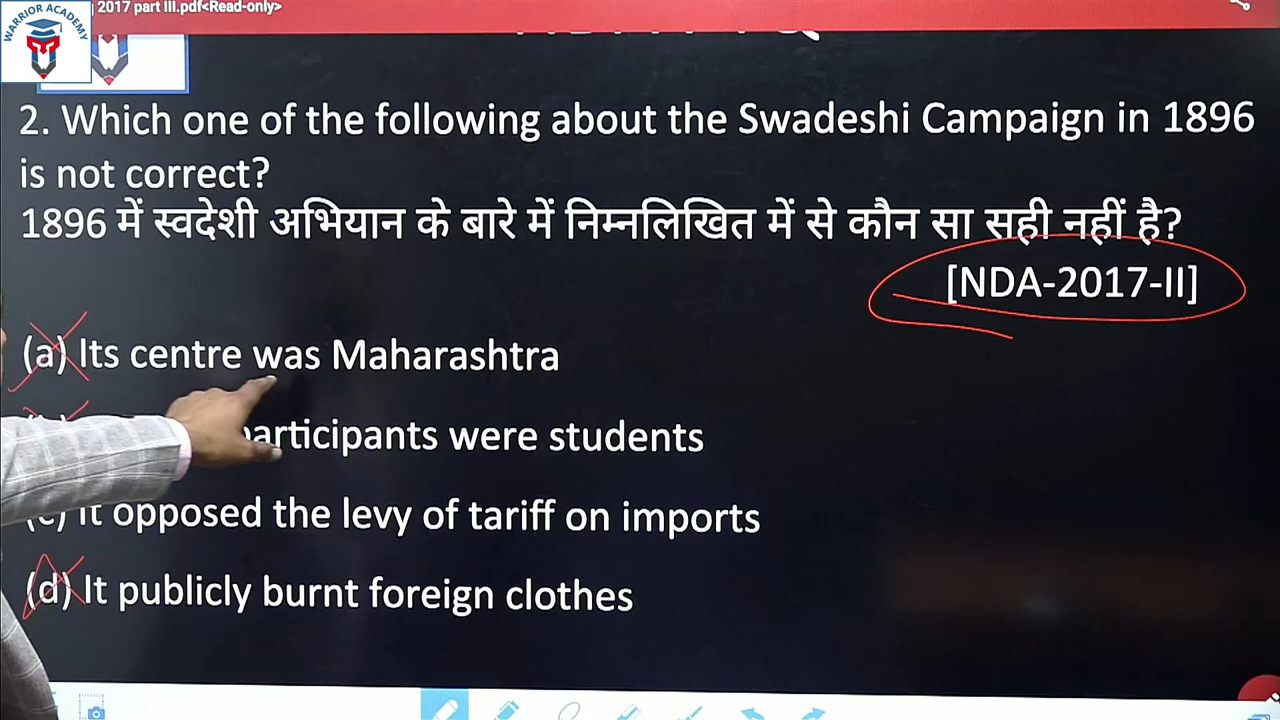 WARRIOR ACADEMY
2017 part III.pdf<Read-only>
2. Which one of the following about the Swadeshi Campaign in 1896
is not correct?
1896 में स्वदेशी अभियान के बारे में निम्नलिखित में से कौन सा सही नहीं है?
[NDA-2017-II]
(a) Its centre was Maharashtra
participants were students
(c) It opposed the levy of tariff on imports
(d) It publicly burnt foreign clothes